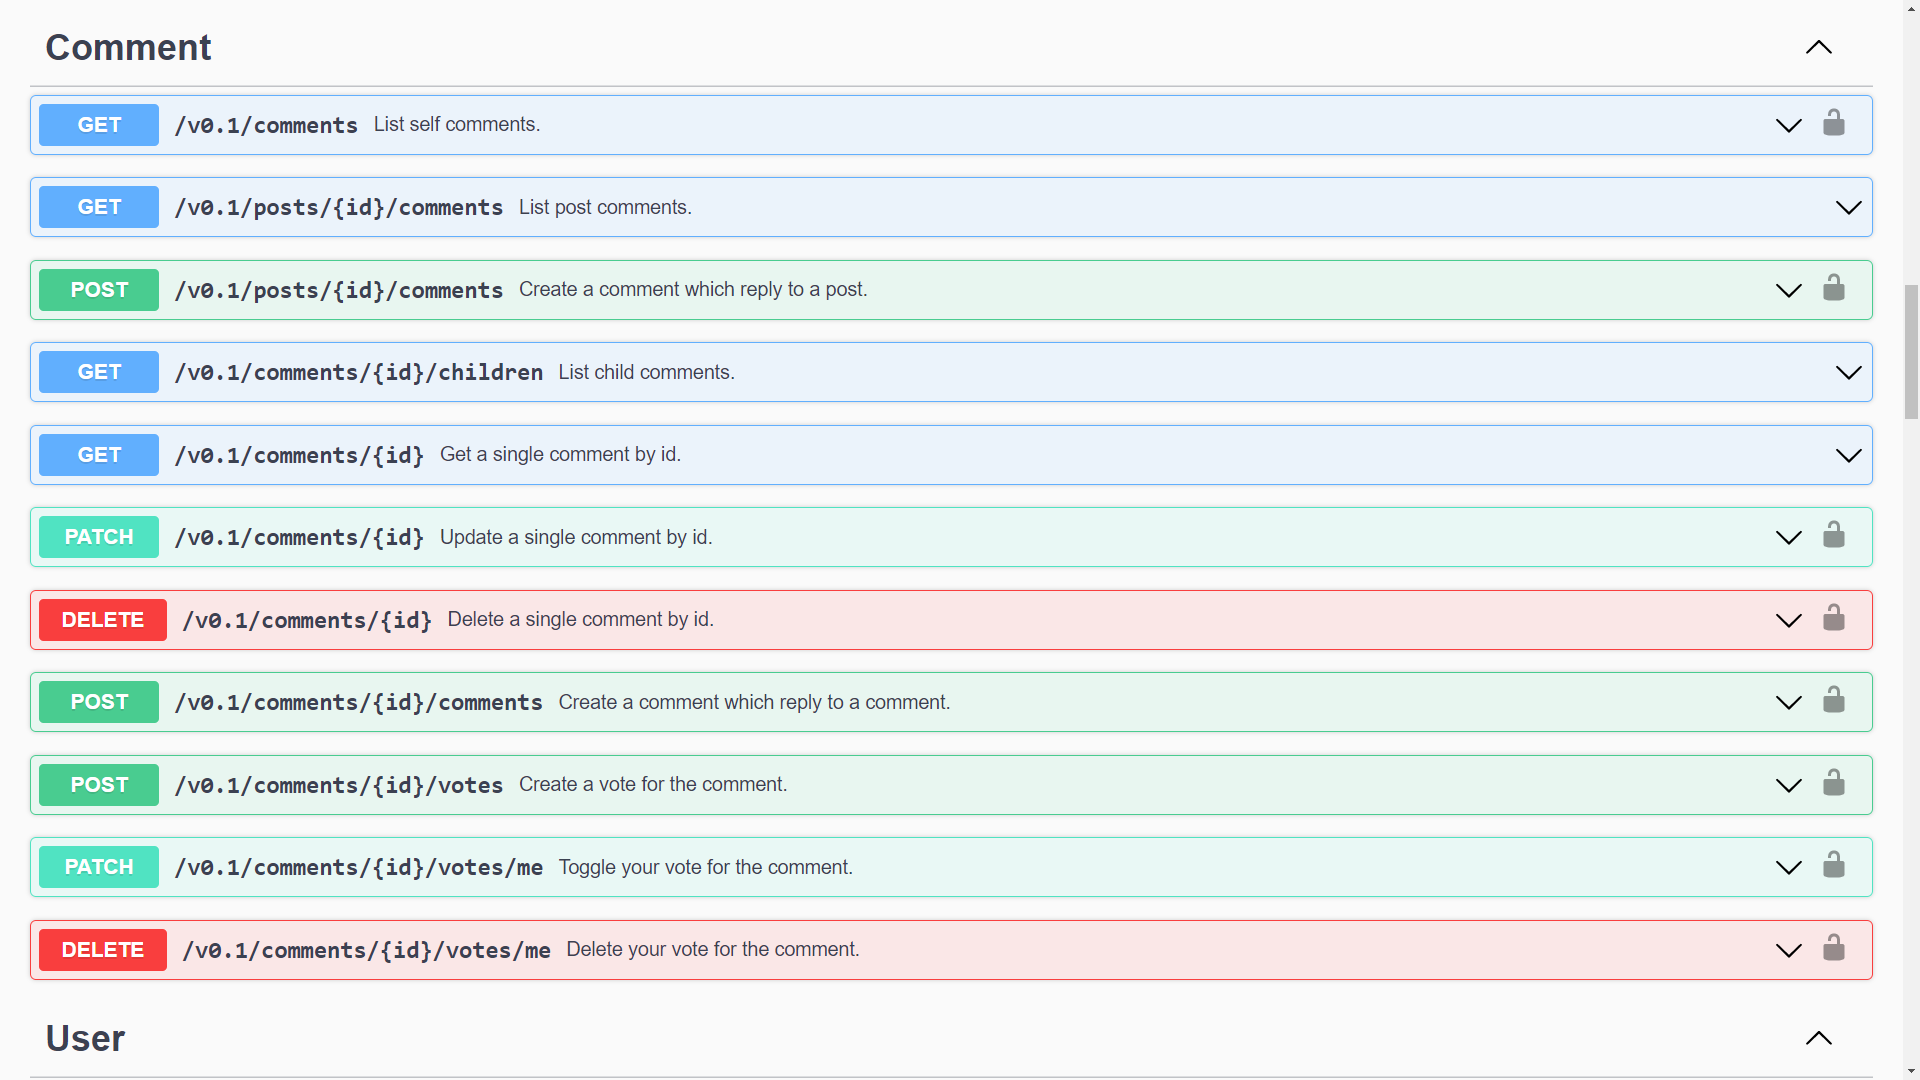 Comment
GET /v0.1/comments List self comments.
GET /v0.1/posts/{id}/comments List post comments.
POST /v0.1/posts/{id}/comments Create a comment which reply to a post.
GET /v0.1/comments/{id}/children List child comments.
GET /v0.1/comments/{id} Get a single comment by id.
PATCH /v0.1/comments/{id} Update a single comment by id.
DELETE /v0.1/comments/{id} Delete a single comment by id.
POST /v0.1/comments/{id}/comments Create a comment which reply to a comment.
POST /v0.1/comments/{id}/votes Create a vote for the comment.
PATCH /v0.1/comments/{id}/votes/me Toggle your vote for the comment.
DELETE /v0.1/comments/{id}/votes/me Delete your vote for the comment.
User